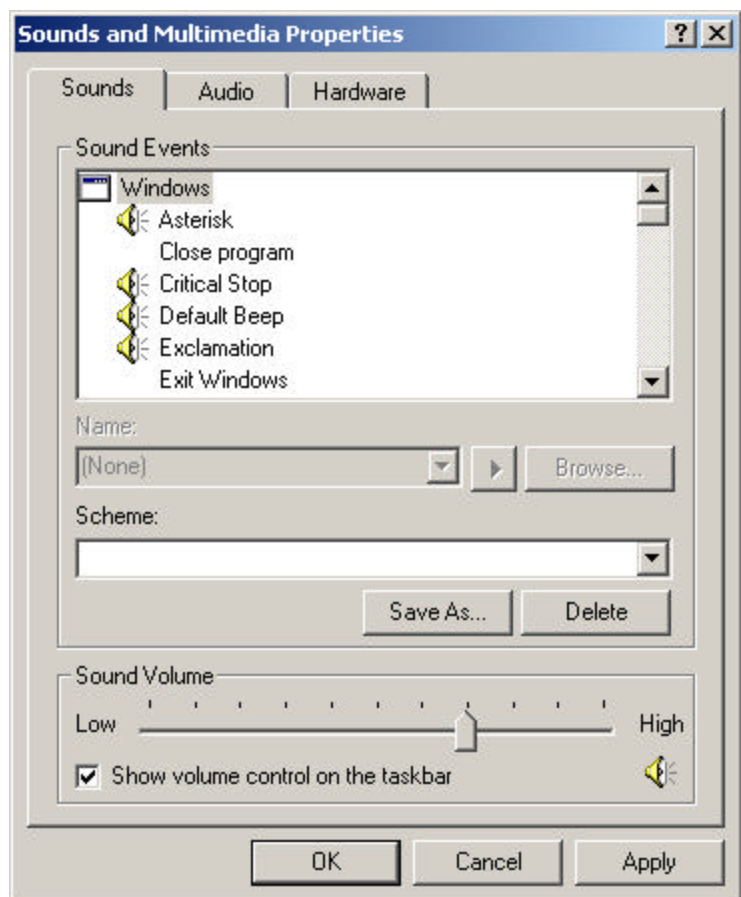 Sounds and Multimedia Properties
Sounds Audio Hardware
Sound Events
Windows
Asterisk
Close program
Critical Stop
Default Beep
Exclamation
Exit Windows
Name:
(None) Browse...
Scheme:
Save As... Delete
Sound Volume
Low High
Show volume control on the taskbar
OK Cancel Apply